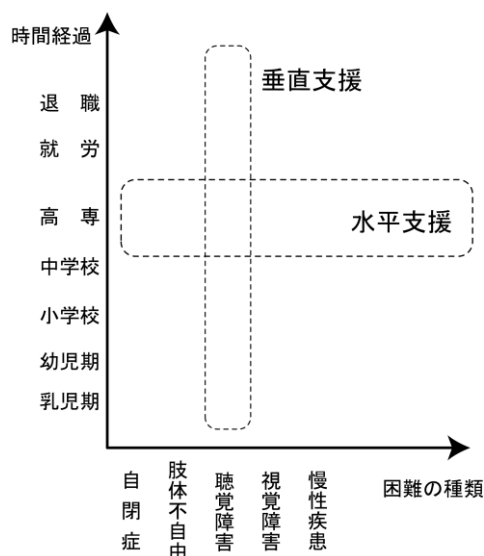 時間経過
垂直支援
退 職
就 労
高 専
水平支援
中学校
小学校
幼児期
乳児期
自閉症
肢体不自由
聴覚障害
視覚障害
慢性疾患
困難の種類